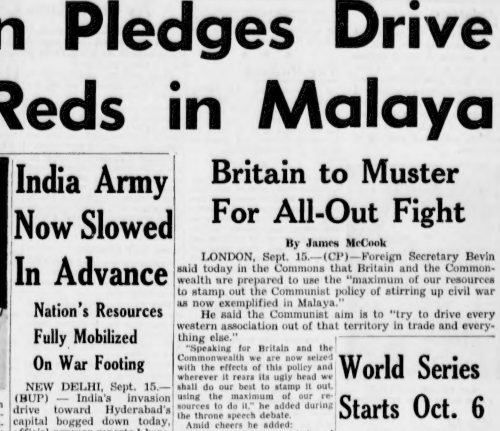 n Pledges Drive
Reds in Malaya
India Army
Now Slowed
In Advance
Nation's Resources
Fully Mobilized
On War Footing
NEW DELHI, Sept. 15.—
(BUP) — India's invasion
drive toward Hyderabad's
capital bogged down today,
Britain to Muster
For All-Out Fight
By James McCook
LONDON, Sept. 15.—(CP)—Foreign Secretary Bevin
said today in the Commons that Britain and the Common-
wealth are prepared to use the "maximum of our resources
to stamp out the Communist policy of stirring up civil war
as now exemplified in Malaya."
He said the Communist aim is to "try to drive every
western association out of that territory in trade and every-
thing else."
"Speaking for Britain and the
Commonwealth we are now seized
with the effects of this policy and
wherever it rears its ugly head we
shall do our best to stamp it out,
using the maximum of our re-
sources to do it," he added during
the throne speech debate.
Amid cheers he added:
World Series
Starts Oct. 6